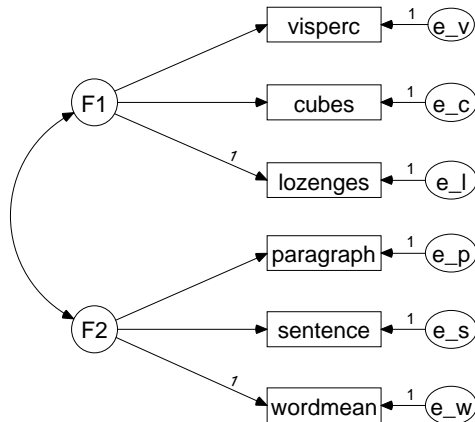 visperc 1 e_v
F1 cubes 1 e_c
1 lozenges 1 e_l
paragraph 1 e_p
F2 sentence 1 e_s
1 wordmean 1 e_w